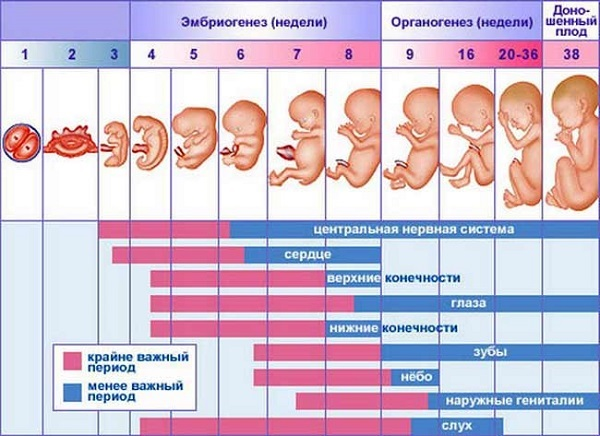 Эмбриогенез (недели)
Органогенез (недели)
Доно-
шенный
плод
1 2 3 4 5 6 7 8 9 16 20-36 38
центральная нервная система
сердце
верхние конечности
глаза
нижние конечности
зубы
нёбо
наружные гениталии
слух
крайне важный
период
менее важный
период